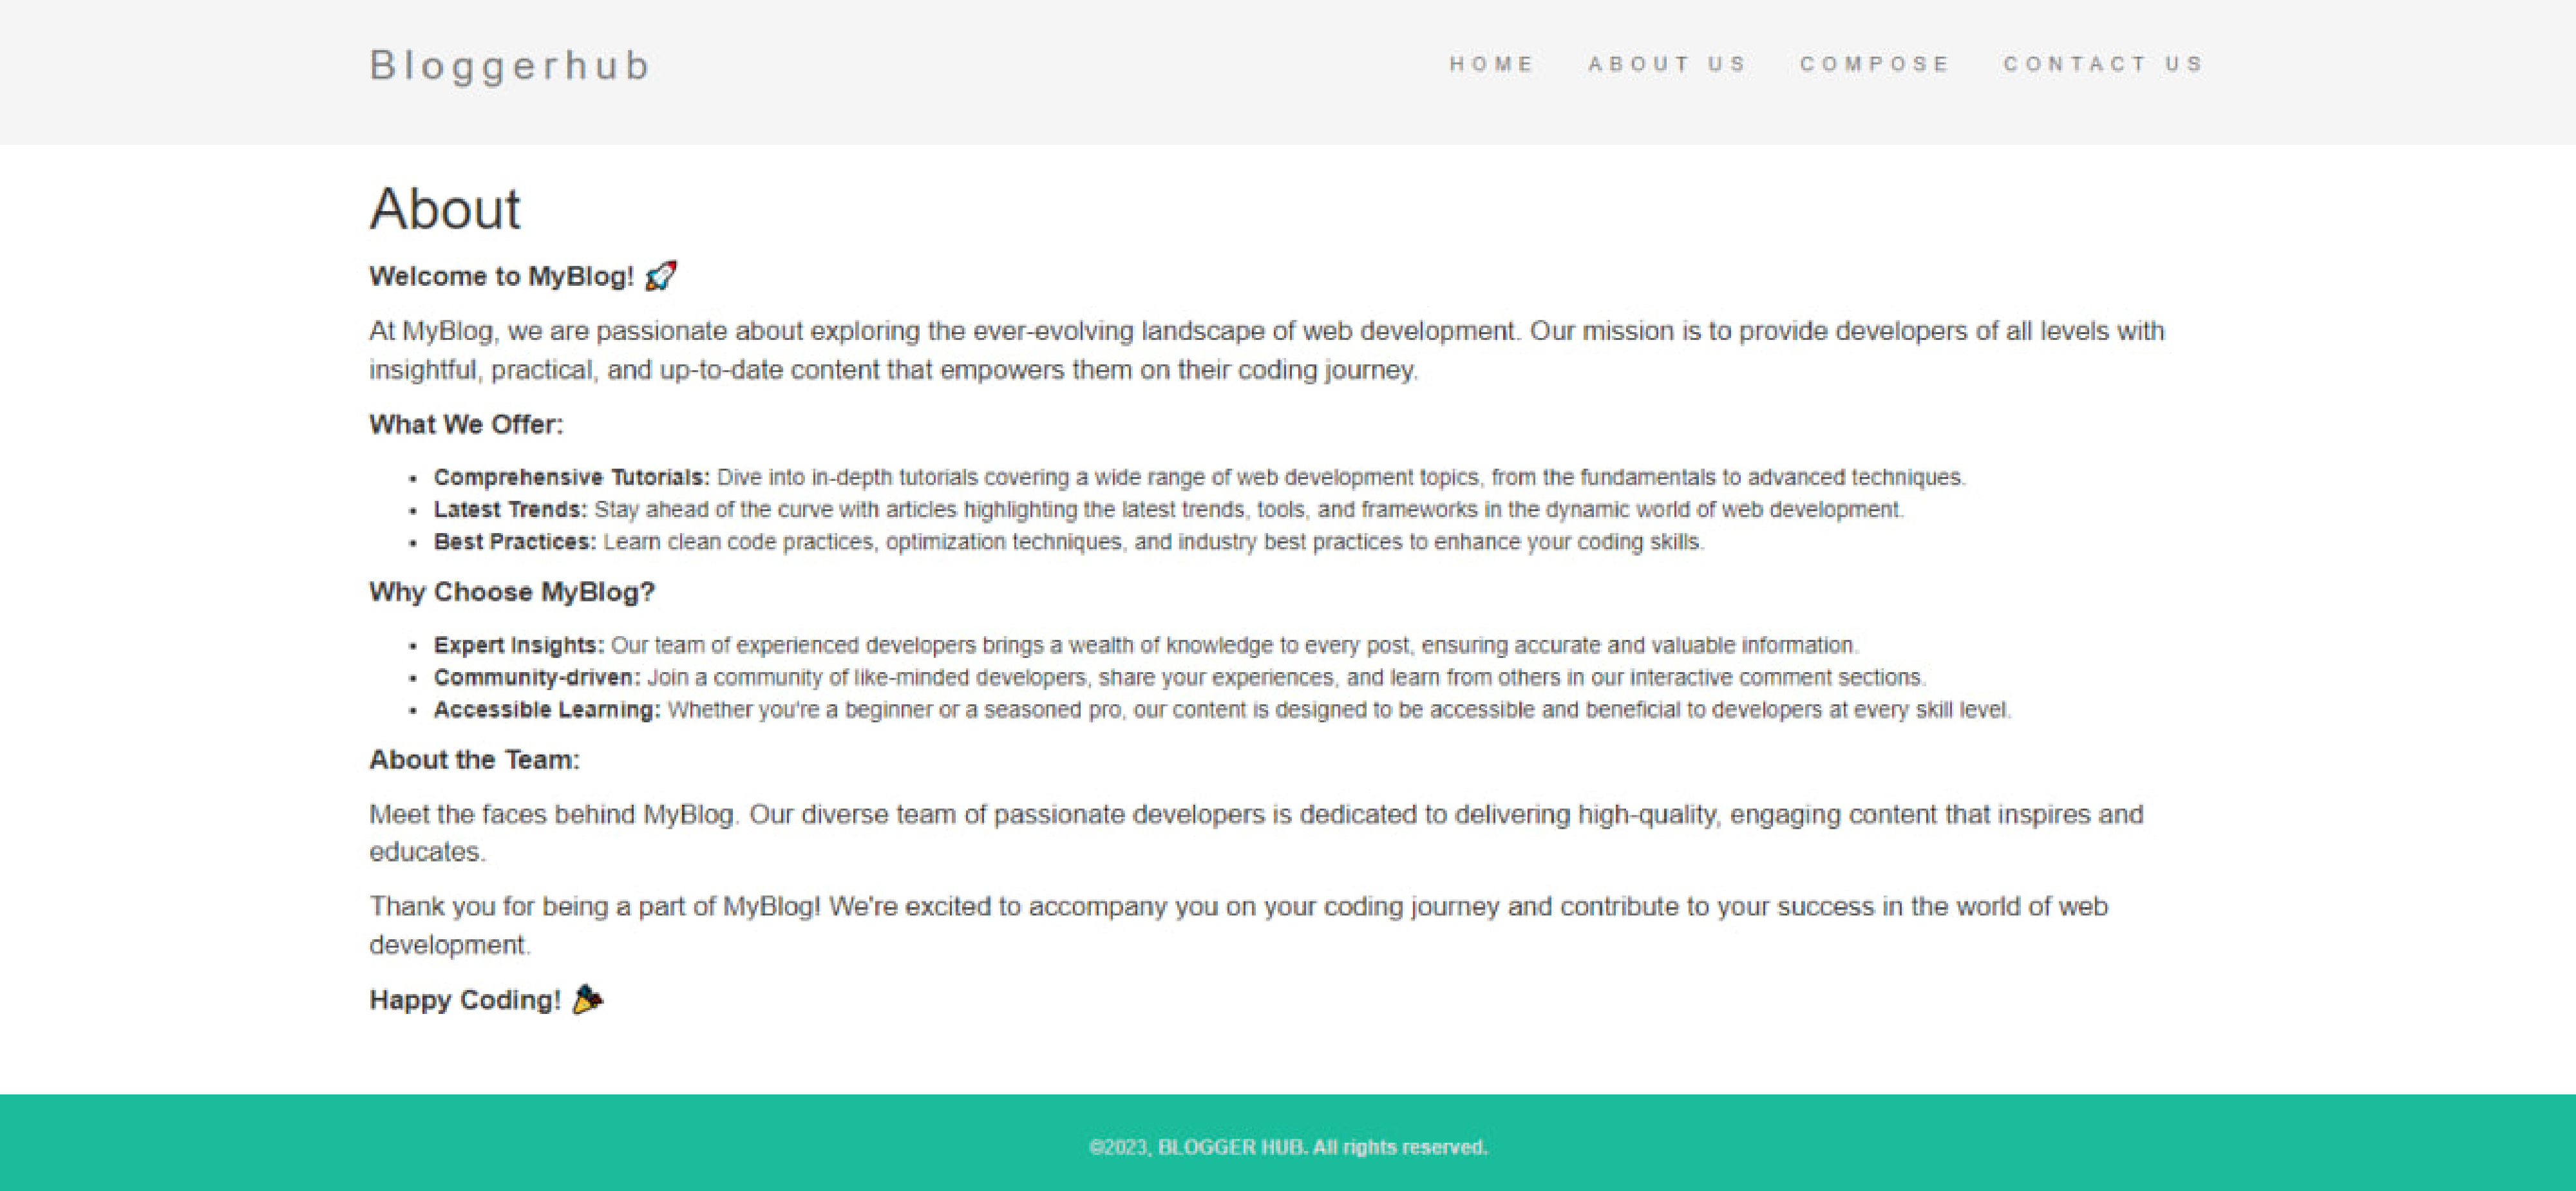 Bloggerhub
HOME ABOUT US COMPOSE CONTACT US
About
Welcome to MyBlog! 🚀
At MyBlog, we are passionate about exploring the ever-evolving landscape of web development. Our mission is to provide developers of all levels with
insightful, practical, and up-to-date content that empowers them on their coding journey.
What We Offer:
• Comprehensive Tutorials: Dive into in-depth tutorials covering a wide range of web development topics, from the fundamentals to advanced techniques.
• Latest Trends: Stay ahead of the curve with articles highlighting the latest trends, tools, and frameworks in the dynamic world of web development.
• Best Practices: Learn clean code practices, optimization techniques, and industry best practices to enhance your coding skills.
Why Choose MyBlog?
• Expert Insights: Our team of experienced developers brings a wealth of knowledge to every post, ensuring accurate and valuable information.
• Community-driven: Join a community of like-minded developers, share your experiences, and learn from others in our interactive comment sections.
• Accessible Learning: Whether you're a beginner or a seasoned pro, our content is designed to be accessible and beneficial to developers at every skill level.
About the Team:
Meet the faces behind MyBlog. Our diverse team of passionate developers is dedicated to delivering high-quality, engaging content that inspires and
educates.
Thank you for being a part of MyBlog! We're excited to accompany you on your coding journey and contribute to your success in the world of web
development.
Happy Coding! 🎉
©2023, BLOGGER HUB. All rights reserved.